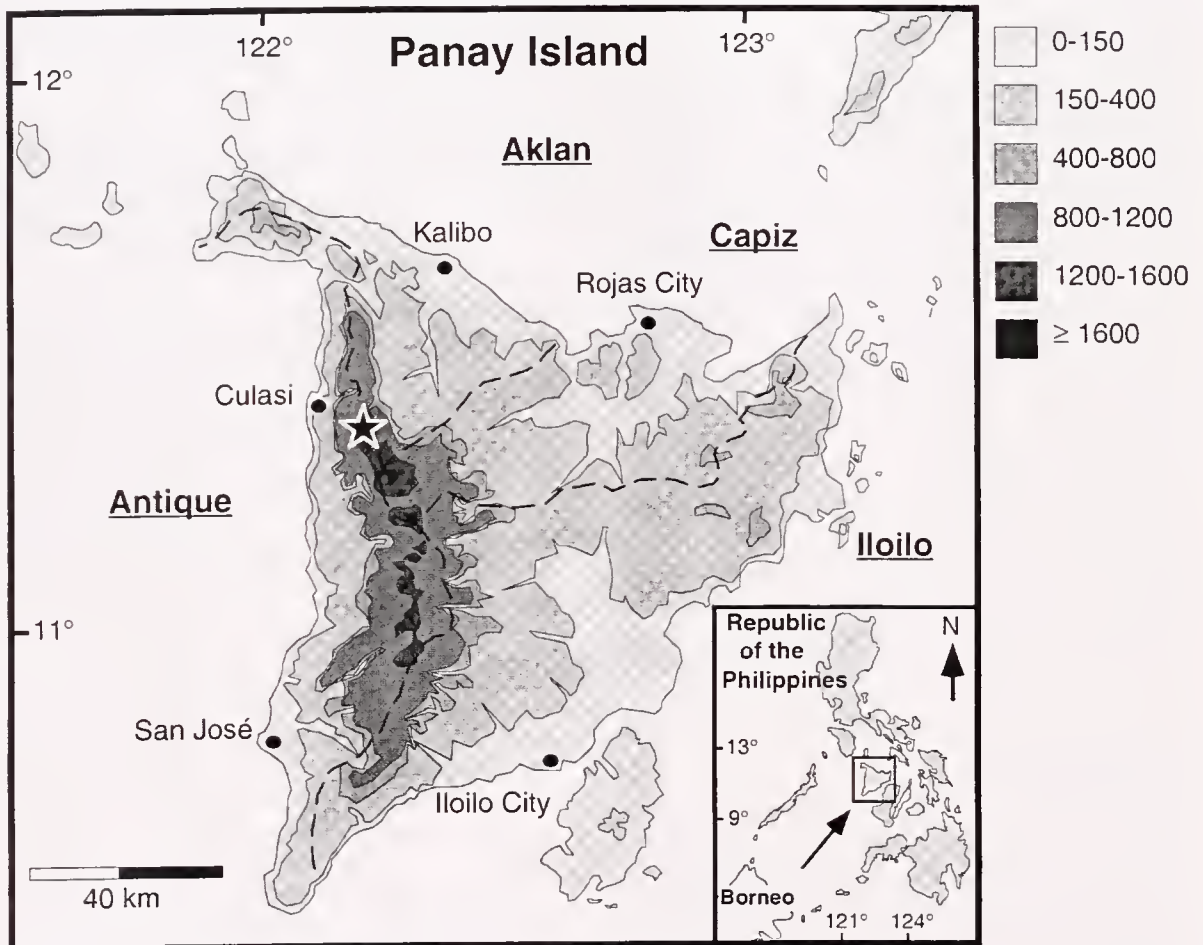 122°
123°
Panay Island
12°
Aklan
Kalibo
Capiz
Rojas City
Culasi
Antique
Iloilo
11°
San José
Iloilo City
40 km
0-150
150-400
400-800
800-1200
1200-1600
≥ 1600
Republic
of the
Philippines
N
13°
9°
Borneo
121°
124°